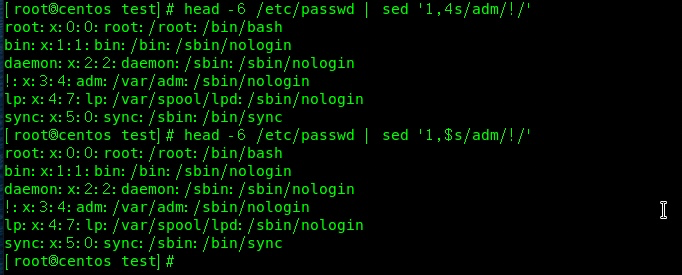 [root@centos test]# head -6 /etc/passwd | sed '1,4s/adm/!/'
root:x:0:0:root:/root:/bin/bash
bin:x:1:1:bin:/bin:/sbin/nologin
daemon:x:2:2:daemon:/sbin:/sbin/nologin
!:x:3:4:adm:/var/adm:/sbin/nologin
lp:x:4:7:lp:/var/spool/lpd:/sbin/nologin
sync:x:5:0:sync:/sbin:/bin/sync
[root@centos test]# head -6 /etc/passwd | sed '1,$s/adm/!/'
root:x:0:0:root:/root:/bin/bash
bin:x:1:1:bin:/bin:/sbin/nologin
daemon:x:2:2:daemon:/sbin:/sbin/nologin
!:x:3:4:adm:/var/adm:/sbin/nologin
lp:x:4:7:lp:/var/spool/lpd:/sbin/nologin
sync:x:5:0:sync:/sbin:/bin/sync
[root@centos test]#